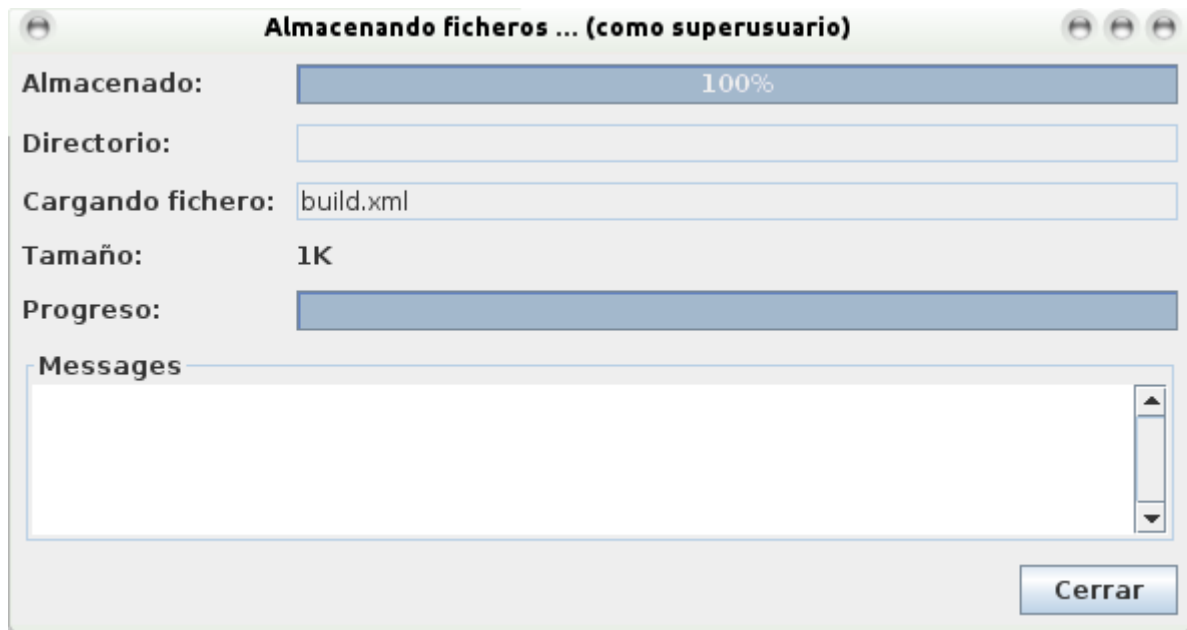 Almacenando ficheros ... (como superusuario)
Almacenado: 100%
Directorio:
Cargando fichero: build.xml
Tamaño: 1K
Progreso:
Messages
Cerrar